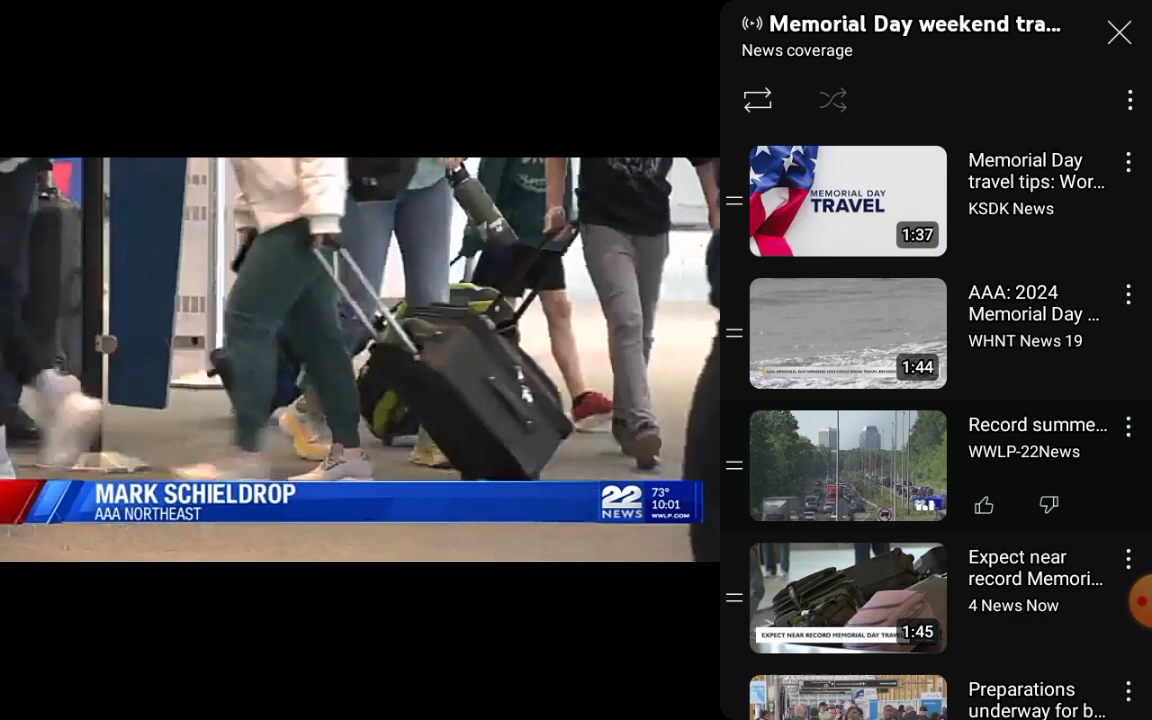 MARK SCHIELDROP
AAA NORTHEAST
22
NEWS
73°
10:01
WWLP.COM
Memorial Day weekend tra...
News coverage
MEMORIAL DAY
TRAVEL
1:37
Memorial Day
travel tips: Wor...
KSDK News
1:44
AAA: 2024
Memorial Day ...
WHNT News 19
Record summe...
WWLP-22News
EXPECT NEAR RECORD MEMORIAL DAY TRAVE
1:45
Expect near
record Memori...
4 News Now
Preparations
underway for b...